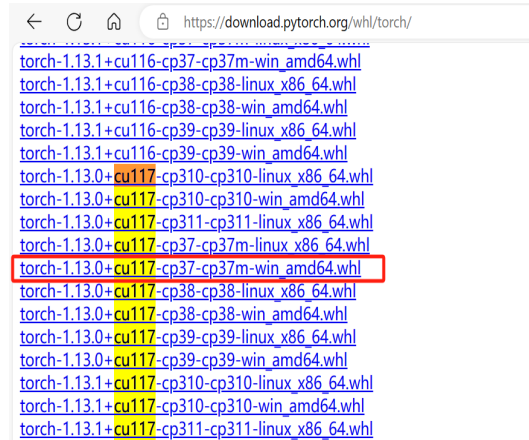 https://download.pytorch.org/whl/torch/
torch-1.13.1+cu116-cp37-cp37m-win_amd64.whl
torch-1.13.1+cu116-cp38-cp38-linux_x86_64.whl
torch-1.13.1+cu116-cp38-cp38-win_amd64.whl
torch-1.13.1+cu116-cp39-cp39-linux_x86_64.whl
torch-1.13.1+cu116-cp39-cp39-win_amd64.whl
torch-1.13.0+cu117-cp310-cp310-linux_x86_64.whl
torch-1.13.0+cu117-cp310-cp310-win_amd64.whl
torch-1.13.0+cu117-cp311-cp311-linux_x86_64.whl
torch-1.13.0+cu117-cp37-cp37m-linux_x86_64.whl
torch-1.13.0+cu117-cp37-cp37m-win_amd64.whl
torch-1.13.0+cu117-cp38-cp38-linux_x86_64.whl
torch-1.13.0+cu117-cp38-cp38-win_amd64.whl
torch-1.13.0+cu117-cp39-cp39-linux_x86_64.whl
torch-1.13.0+cu117-cp39-cp39-win_amd64.whl
torch-1.13.1+cu117-cp310-cp310-linux_x86_64.whl
torch-1.13.1+cu117-cp310-cp310-win_amd64.whl
torch-1.13.1+cu117-cp311-cp311-linux_x86_64.whl